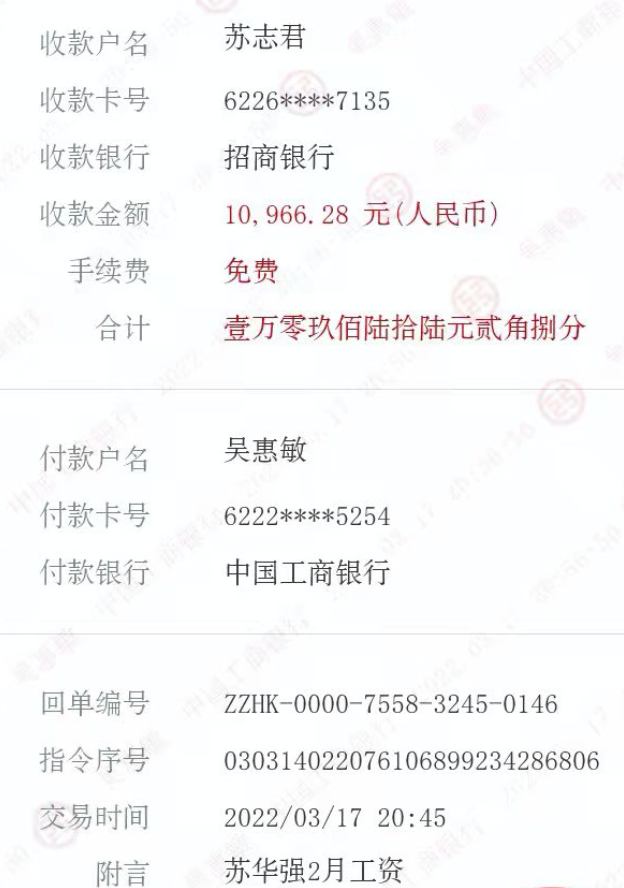 收款户名 苏志君
收款卡号 6226****7135
收款银行 招商银行
收款金额 10,966.28 元(人民币)
手续费 免费
合计 壹万零玖佰陆拾陆元贰角捌分
付款户名 吴惠敏
付款卡号 6222****5254
付款银行 中国工商银行
回单编号 ZZHK-0000-7558-3245-0146
指令序号 030314022076106899234286806
交易时间 2022/03/17 20:45
附言 苏华强2月工资